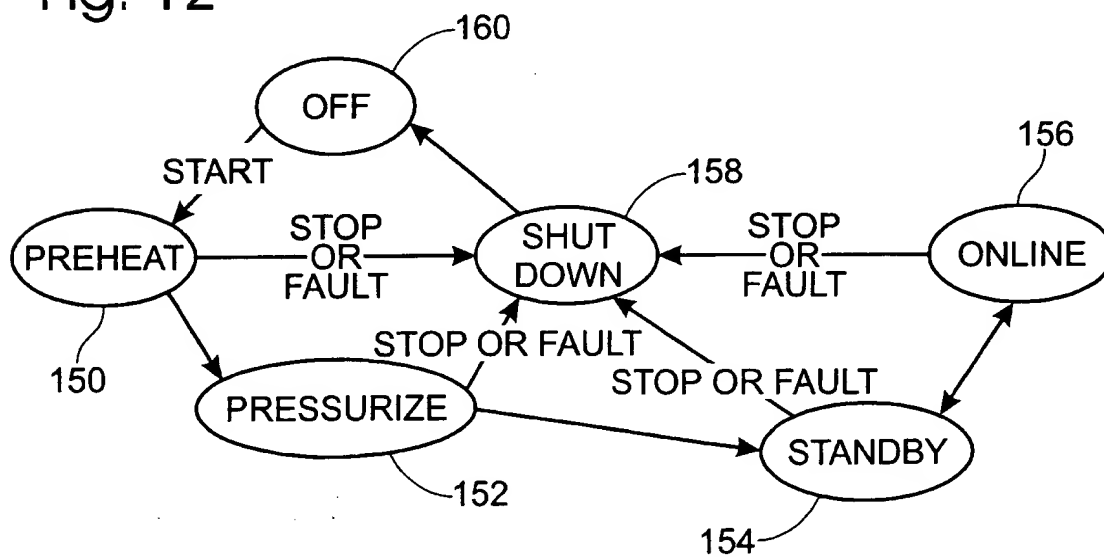 Fig. 12
160
OFF
156
START
158
PREHEAT
STOP
OR
FAULT
SHUT
DOWN
STOP
OR
FAULT
ONLINE
150
STOP OR FAULT
STOP OR FAULT
PRESSURIZE
STANDBY
152
154